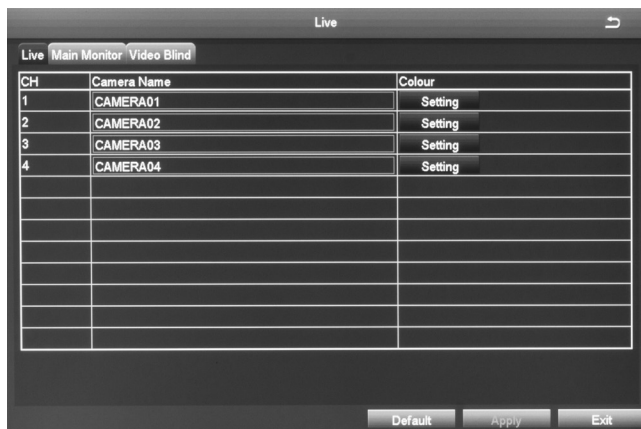 Live
Live Main Monitor Video Blind
CH Camera Name Colour
1 CAMERA01 Setting
2 CAMERA02 Setting
3 CAMERA03 Setting
4 CAMERA04 Setting
Default Apply Exit